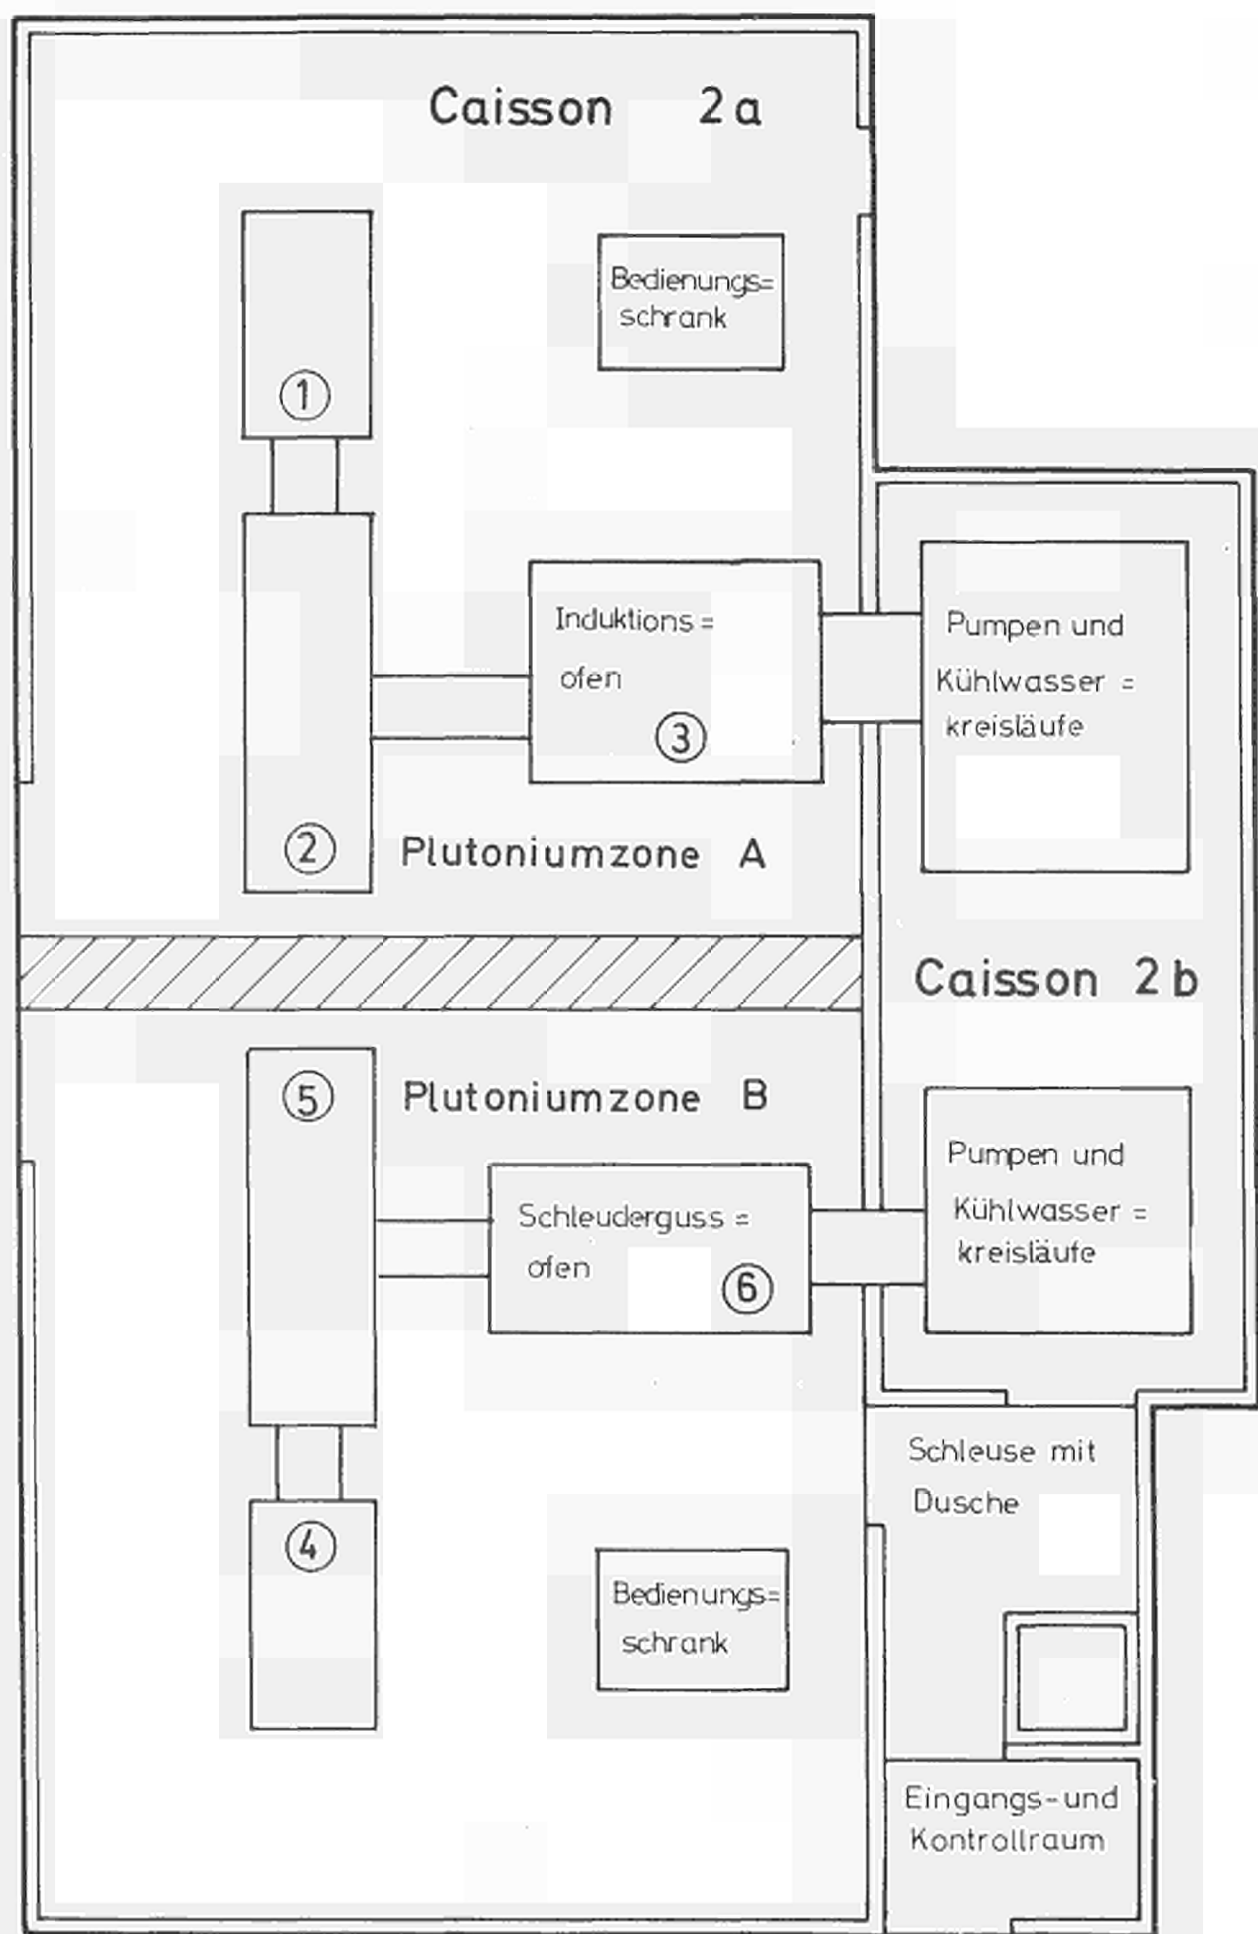 Caisson 2a
Bedienungs=
schrank
1
Induktions=
ofen
3
Pumpen und
Kühlwasser=
kreisläufe
2
Plutoniumzone A
Caisson 2b
5
Plutoniumzone B
Schleuderguss=
ofen
6
Pumpen und
Kühlwasser=
kreisläufe
Schleuse mit
Dusche
4
Bedienungs=
schrank
Eingangs-und
Kontrollraum